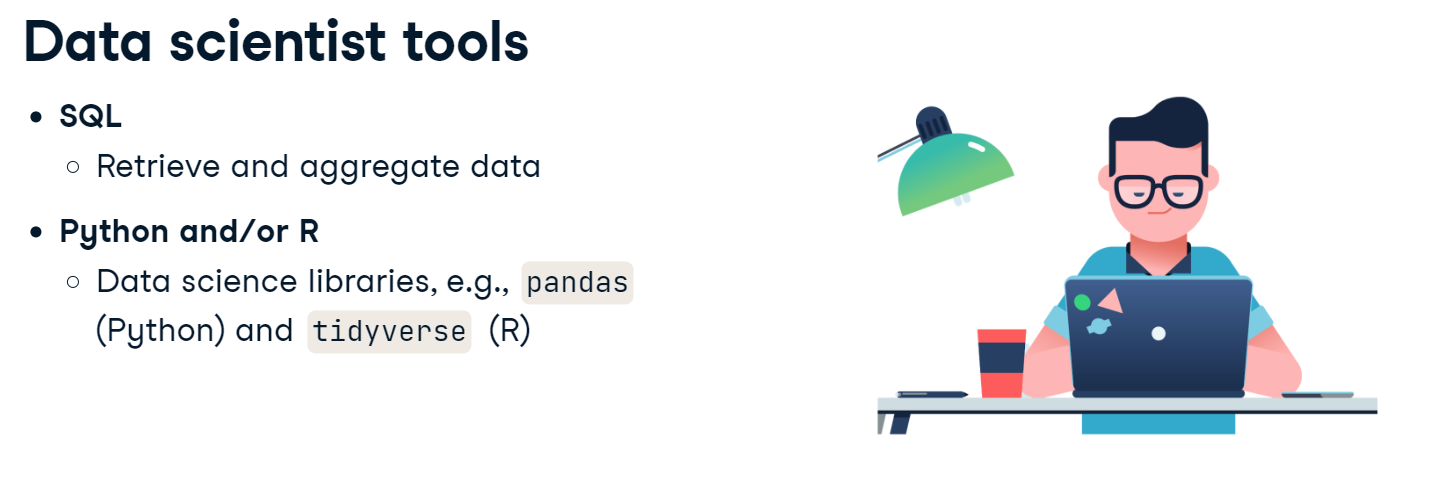 Data scientist tools
• SQL
◦ Retrieve and aggregate data
• Python and/or R
◦ Data science libraries, e.g., pandas
(Python) and tidyverse (R)